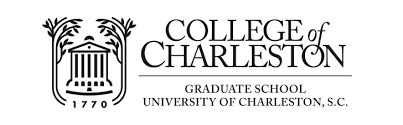 COLLEGE of
CHARLESTON
GRADUATE SCHOOL
UNIVERSITY OF CHARLESTON, S.C.
1770